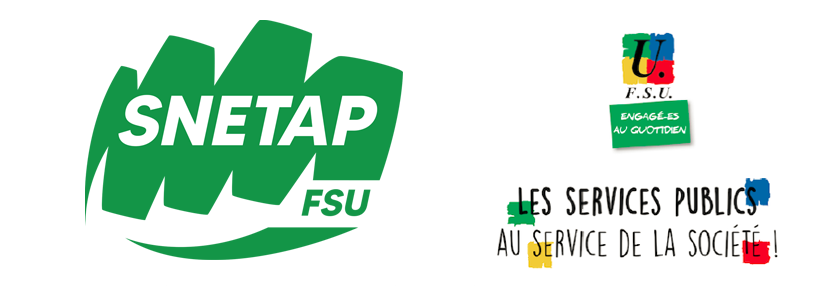 SNETAP
FSU
U.
F.S.U.
ENGAGÉ-ES
AU QUOTIDIEN
LES SERVICES PUBLICS
AU SERVICE DE LA SOCIÉTÉ !